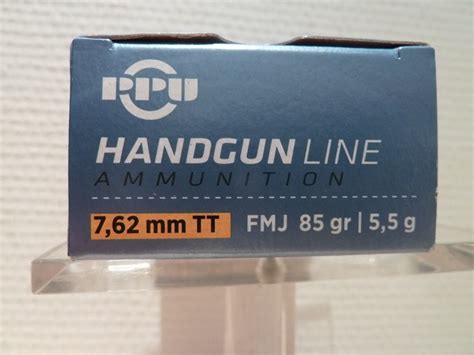 PPU
HANDGUN LINE
AMMUNITION
7,62 mm TT FMJ 85 gr | 5,5 g